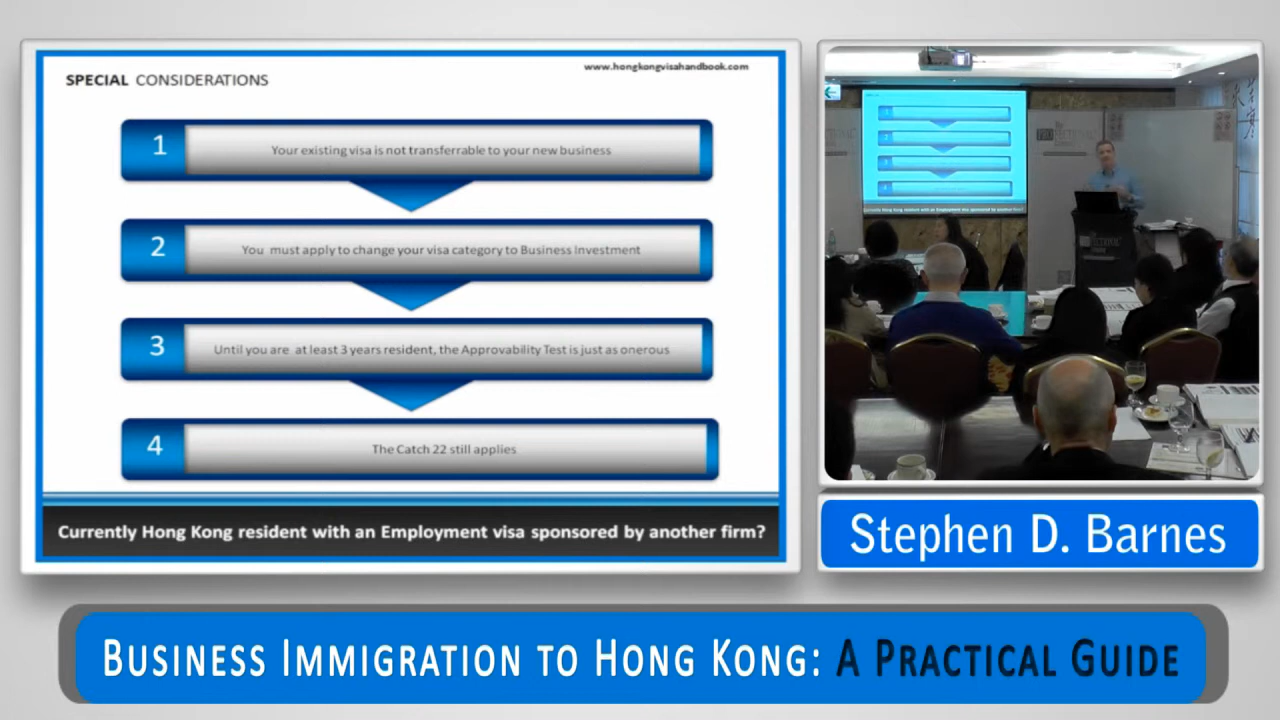 SPECIAL CONSIDERATIONS
www.hongkongvisahandbook.com
1
Your existing visa is not transferrable to your new business
2
You must apply to change your visa category to Business Investment
3
Until you are at least 3 years resident, the Approvability Test is just as onerous
4
The Catch 22 still applies
Currently Hong Kong resident with an Employment visa sponsored by another firm?
Stephen D. Barnes
BUSINESS IMMIGRATION TO HONG KONG: A PRACTICAL GUIDE